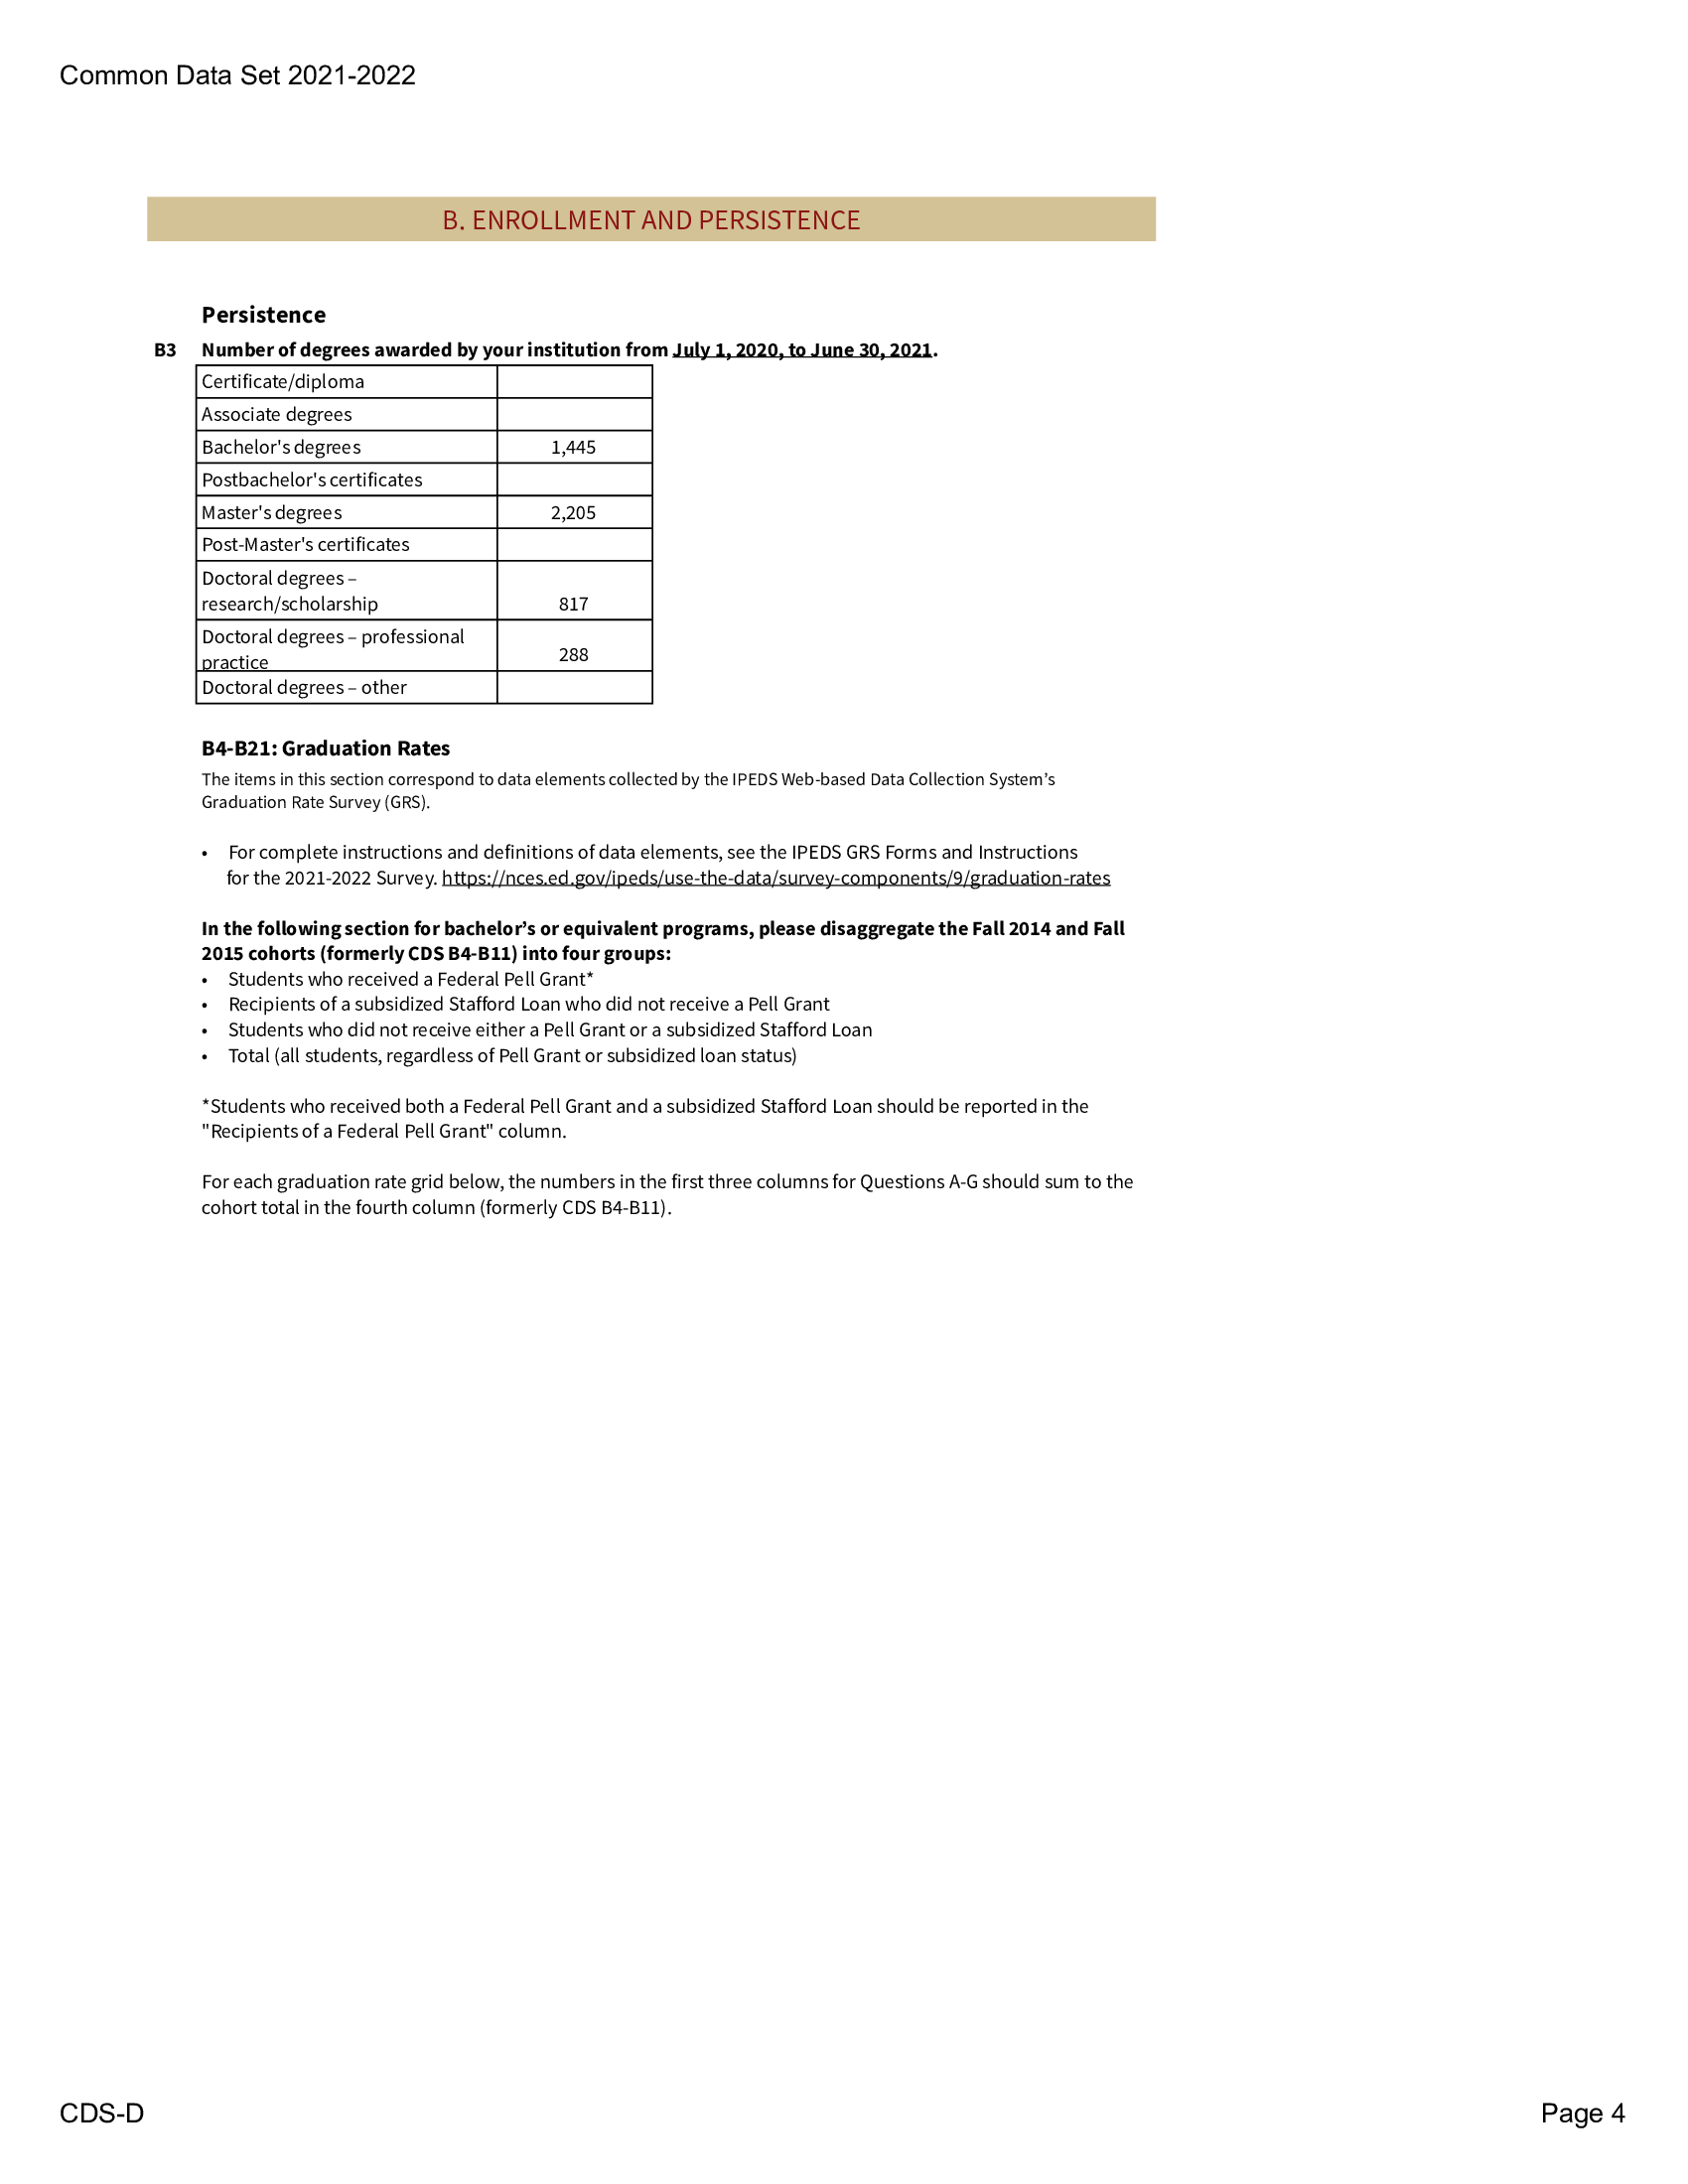 Common Data Set 2021-2022
B. ENROLLMENT AND PERSISTENCE
Persistence
B3 Number of degrees awarded by your institution from July 1, 2020, to June 30, 2021.
Certificate/diploma
Associate degrees
Bachelor's degrees 1,445
Postbachelor's certificates
Master's degrees 2,205
Post-Master's certificates
Doctoral degrees –
research/scholarship 817
Doctoral degrees – professional
practice 288
Doctoral degrees – other
B4-B21: Graduation Rates
The items in this section correspond to data elements collected by the IPEDS Web-based Data Collection System’s
Graduation Rate Survey (GRS).
• For complete instructions and definitions of data elements, see the IPEDS GRS Forms and Instructions
for the 2021-2022 Survey. https://nces.ed.gov/ipeds/use-the-data/survey-components/9/graduation-rates
In the following section for bachelor’s or equivalent programs, please disaggregate the Fall 2014 and Fall
2015 cohorts (formerly CDS B4-B11) into four groups:
• Students who received a Federal Pell Grant*
• Recipients of a subsidized Stafford Loan who did not receive a Pell Grant
• Students who did not receive either a Pell Grant or a subsidized Stafford Loan
• Total (all students, regardless of Pell Grant or subsidized loan status)
*Students who received both a Federal Pell Grant and a subsidized Stafford Loan should be reported in the
"Recipients of a Federal Pell Grant" column.
For each graduation rate grid below, the numbers in the first three columns for Questions A-G should sum to the
cohort total in the fourth column (formerly CDS B4-B11).
CDS-D Page 4